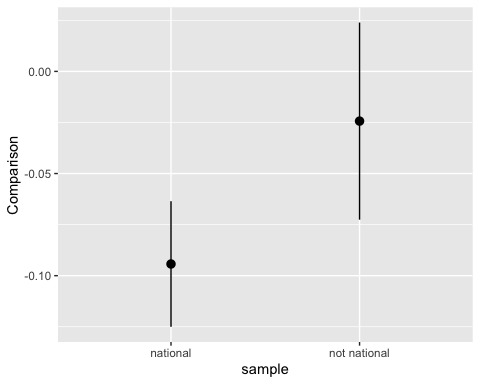 0.00
-0.05
-0.10
Comparison
national
not national
sample